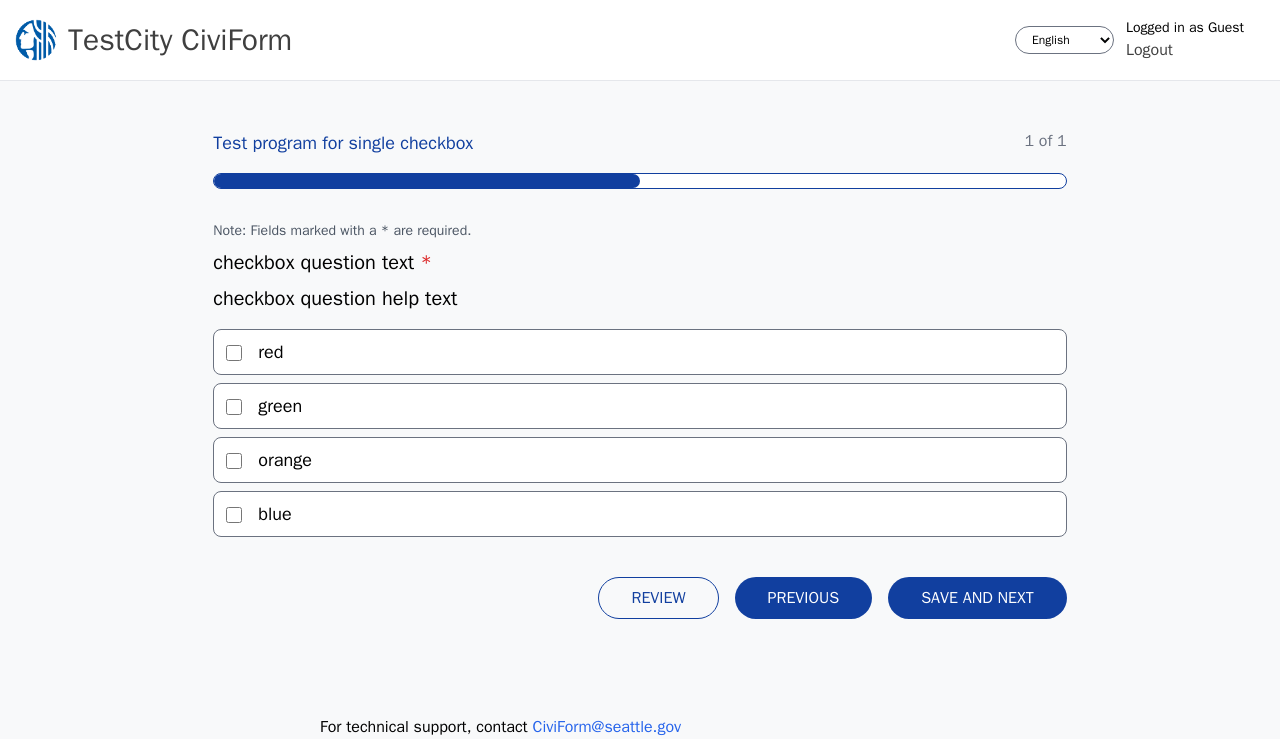 TestCity CiviForm
English
Logged in as Guest
Logout
Test program for single checkbox
1 of 1
Note: Fields marked with a * are required.
checkbox question text *
checkbox question help text
red
green
orange
blue
REVIEW
PREVIOUS
SAVE AND NEXT
For technical support, contact CiviForm@seattle.gov